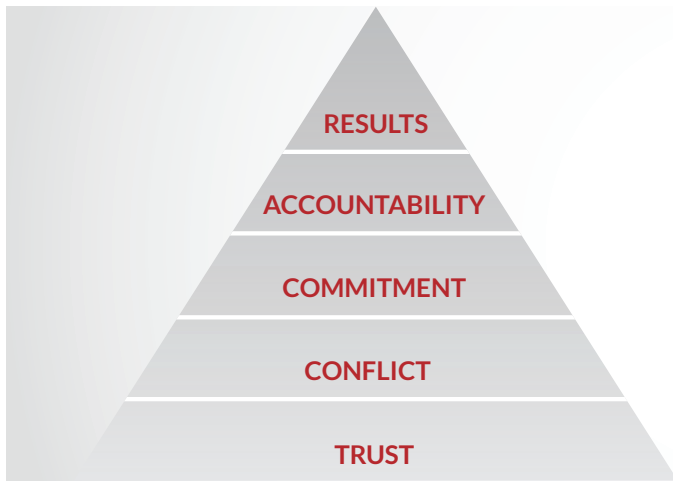 RESULTS
ACCOUNTABILITY
COMMITMENT
CONFLICT
TRUST